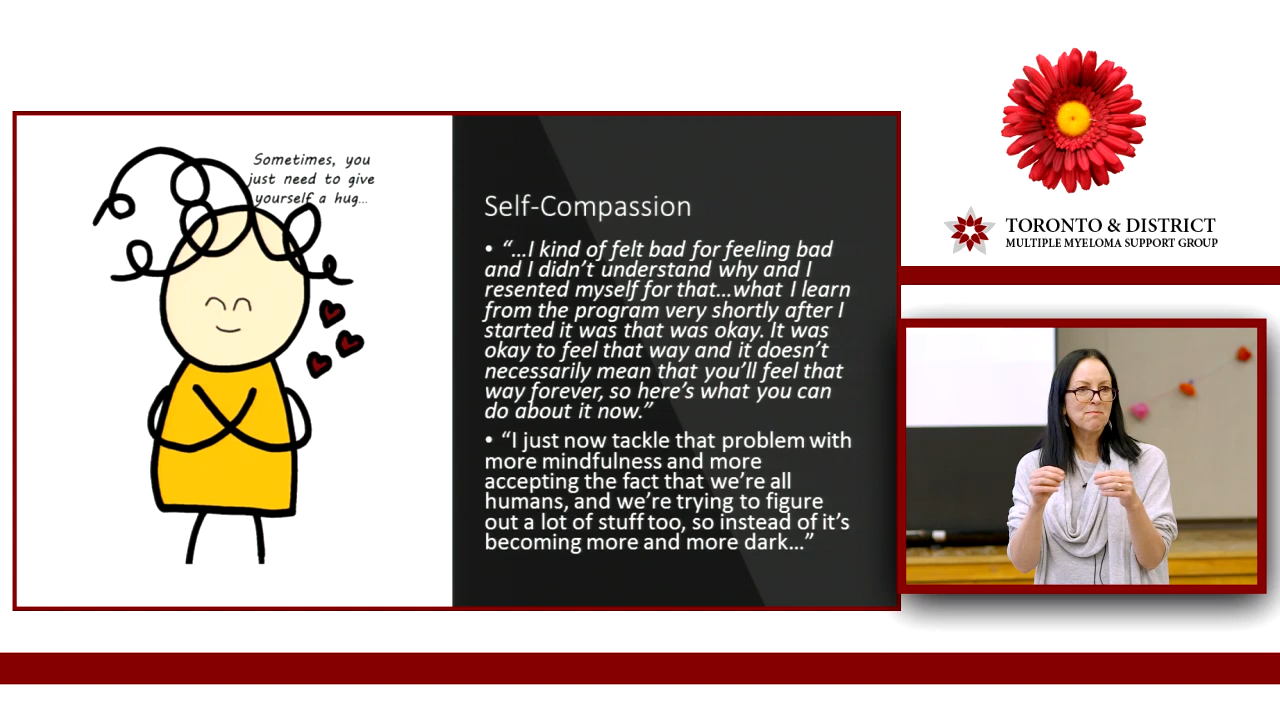 Sometimes, you
just need to give
yourself a hug...
Self-Compassion
• “...I kind of felt bad for feeling bad
and I didn’t understand why and I
resented myself for that...what I learn
from the program very shortly after I
started it was that was okay. It was
okay to feel that way and it doesn’t
necessarily mean that you’ll feel that
way forever, so here’s what you can
do about it now.”
• “I just now tackle that problem with
more mindfulness and more
accepting the fact that we’re all
humans, and we’re trying to figure
out a lot of stuff too, so instead of it’s
becoming more and more dark...”
TORONTO & DISTRICT
MULTIPLE MYELOMA SUPPORT GROUP